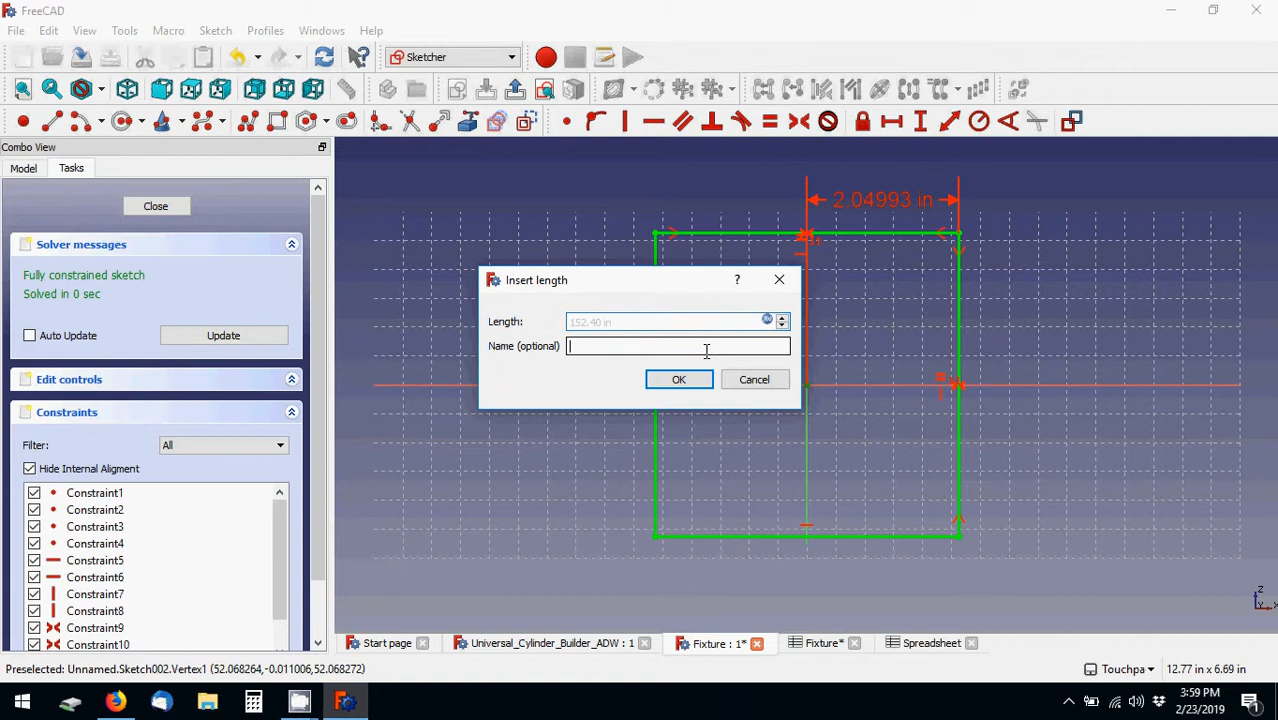 FreeCAD
File Edit View Tools Macro Sketch Profiles Windows Help
Sketcher
Combo View
Model Tasks
Close
Solver messages
Fully constrained sketch
Solved in 0 sec
Auto Update Update
Edit controls
Constraints
Filter: All
Hide Internal Aligment
Constraint1
Constraint2
Constraint3
Constraint4
Constraint5
Constraint6
Constraint7
Constraint8
Constraint9
Constraint10
2.04993 in
Insert length ?
Length: 152.40 in
Name (optional)
OK Cancel
Z
Y X
Start page Universal_Cylinder_Builder_ADW : 1 Fixture : 1* Fixture* Spreadsheet
Preselected: Unnamed.Sketch002.Vertex1 (52.068264,-0.011006,52.068272) Touchpa 12.77 in x 6.69 in
3:59 PM
2/23/2019
1